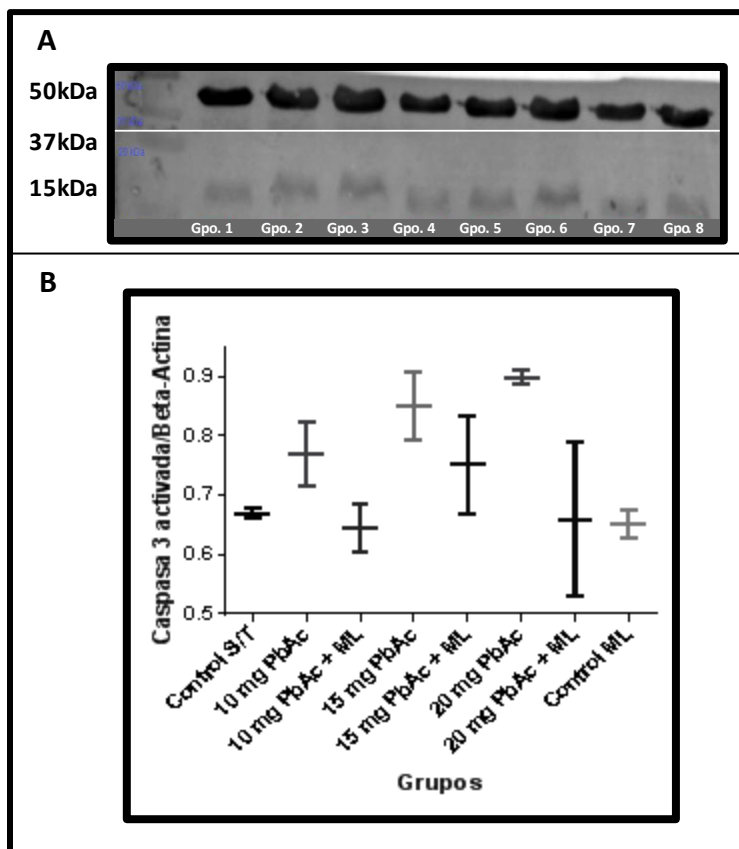 A
50kDa
37kDa
15kDa
Gpo. 1 Gpo. 2 Gpo. 3 Gpo. 4 Gpo. 5 Gpo. 6 Gpo. 7 Gpo. 8
B
Caspasa 3 activada/Beta-Actina
0.9
0.8
0.7
0.6
0.5
Control S/T
10 mg PbAc
10 mg PbAc + ML
15 mg PbAc
15 mg PbAc + ML
20 mg PbAc
20 mg PbAc + ML
Control ML
Grupos